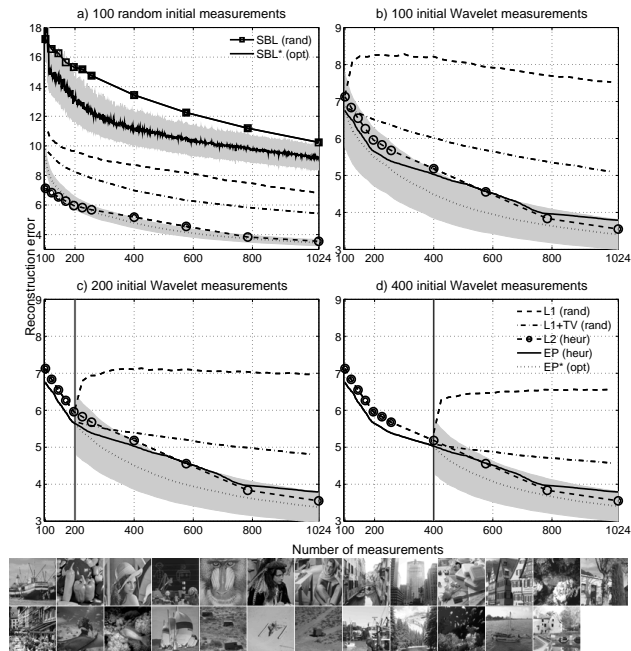 a) 100 random initial measurements
18
16
14
12
10
8
6
4
100 200 400 600 800 1024
SBL (rand)
SBL* (opt)
b) 100 initial Wavelet measurements
9
8
7
6
5
4
3
100 200 400 600 800 1024
Reconstruction error
c) 200 initial Wavelet measurements
9
8
7
6
5
4
3
100 200 400 600 800 1024
d) 400 initial Wavelet measurements
9
8
7
6
5
4
3
100 200 400 600 800 1024
L1 (rand)
L1+TV (rand)
L2 (heur)
EP (heur)
EP* (opt)
Number of measurements